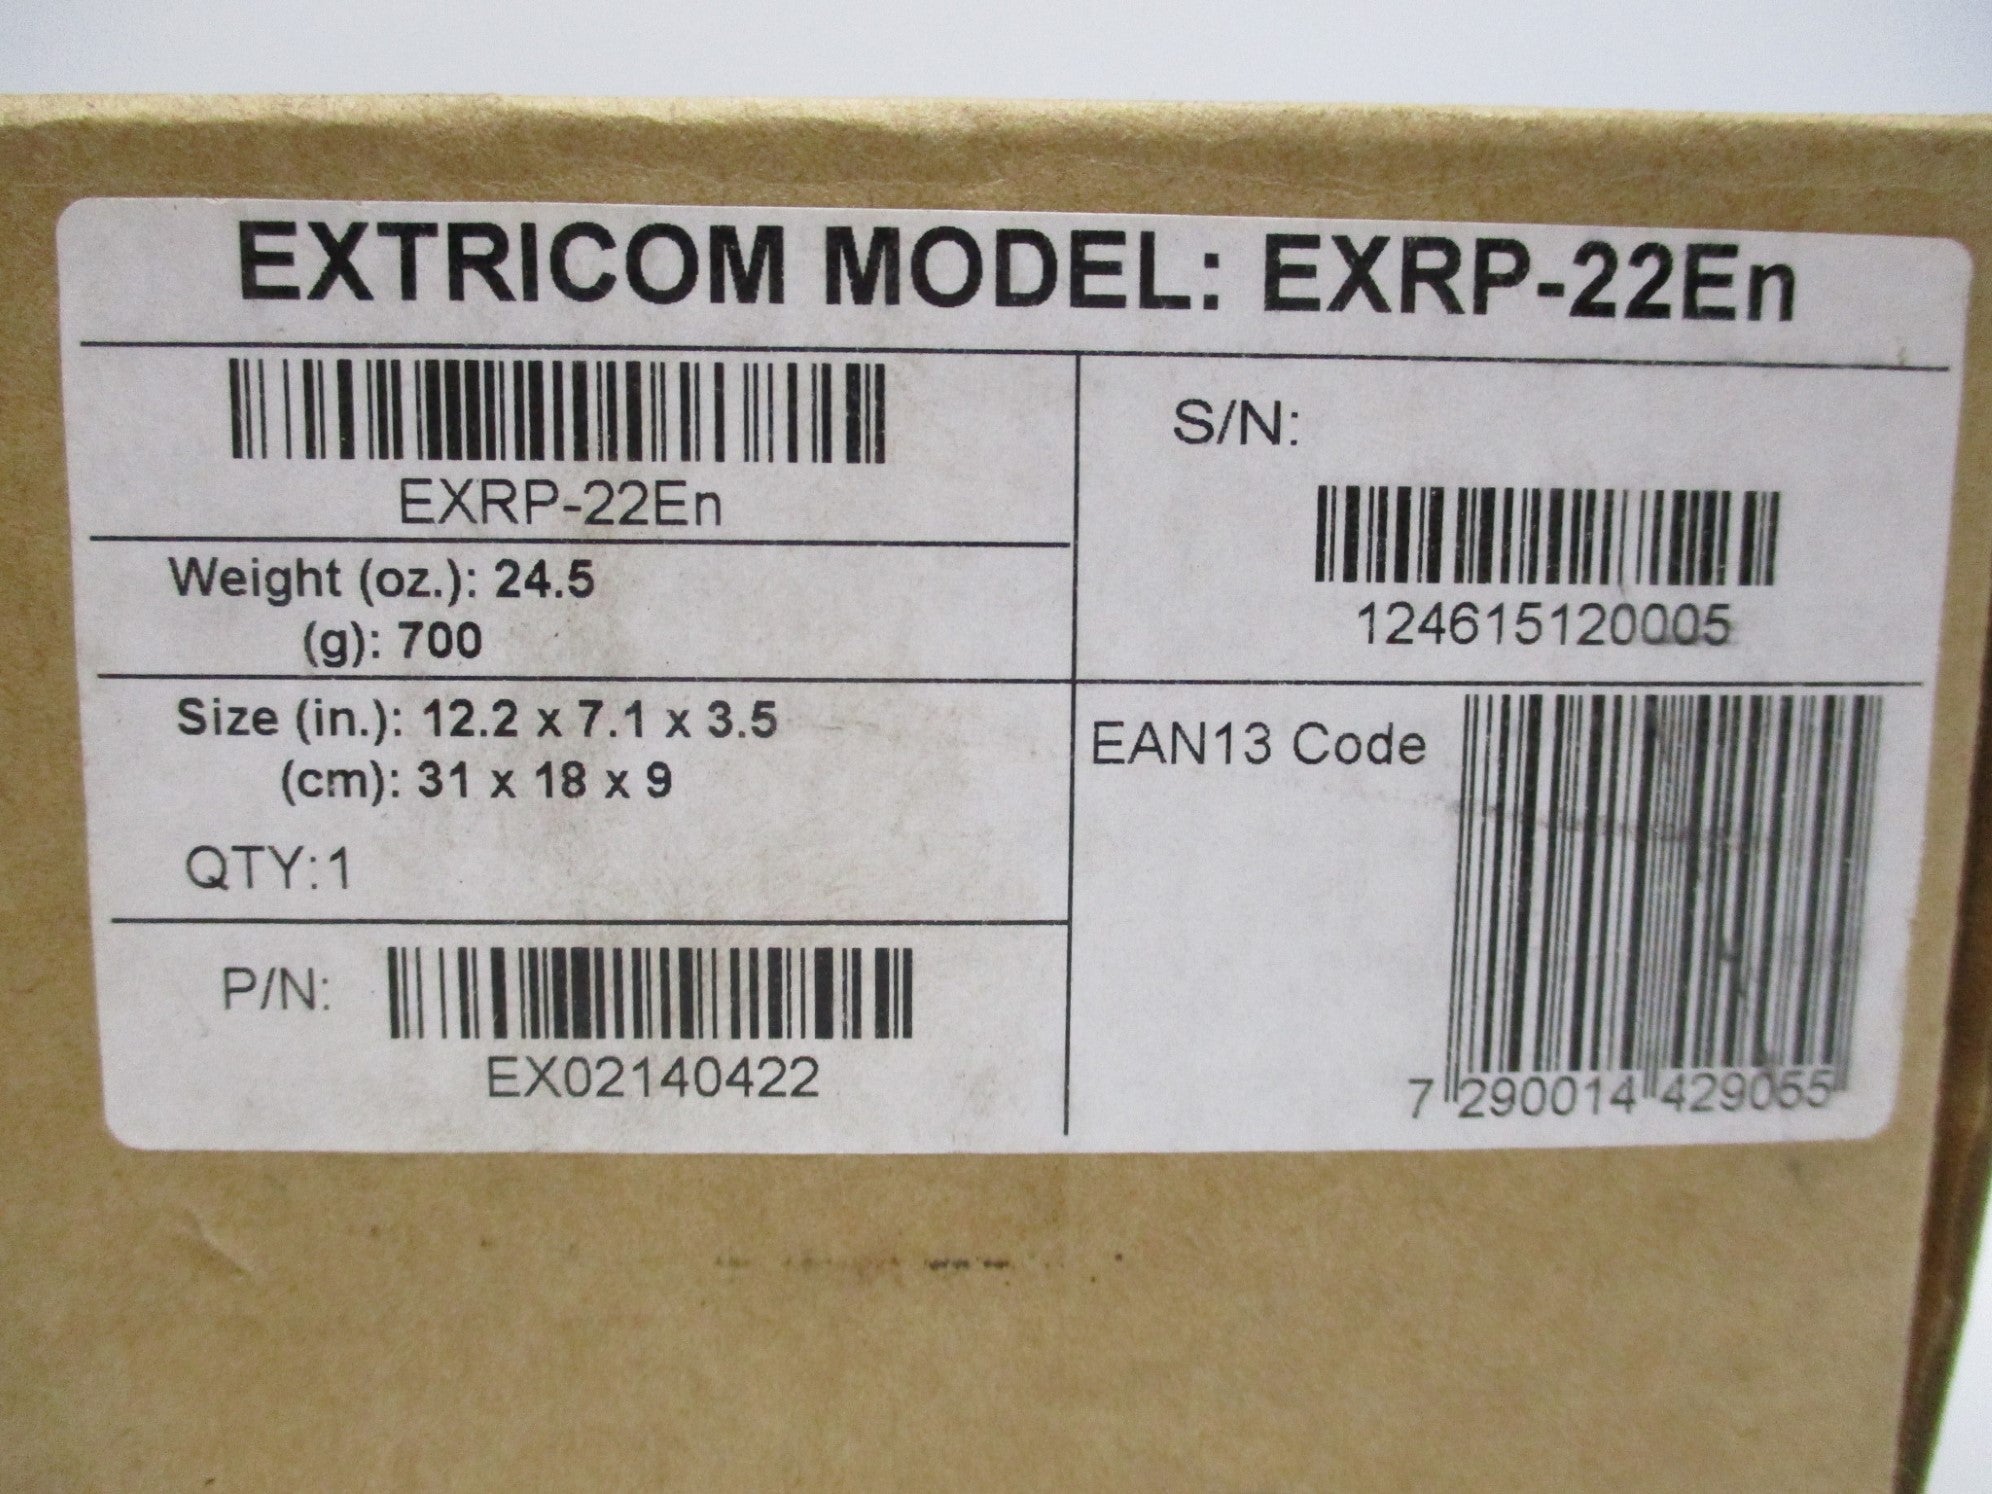 EXTRICOM MODEL: EXRP-22En
EXRP-22En
S/N:
124615120005
Weight (oz.): 24.5
(g): 700
Size (in.): 12.2 x 7.1 x 3.5
(cm): 31 x 18 x 9
QTY:1
EAN13 Code
7 290014 429055
P/N:
EX02140422